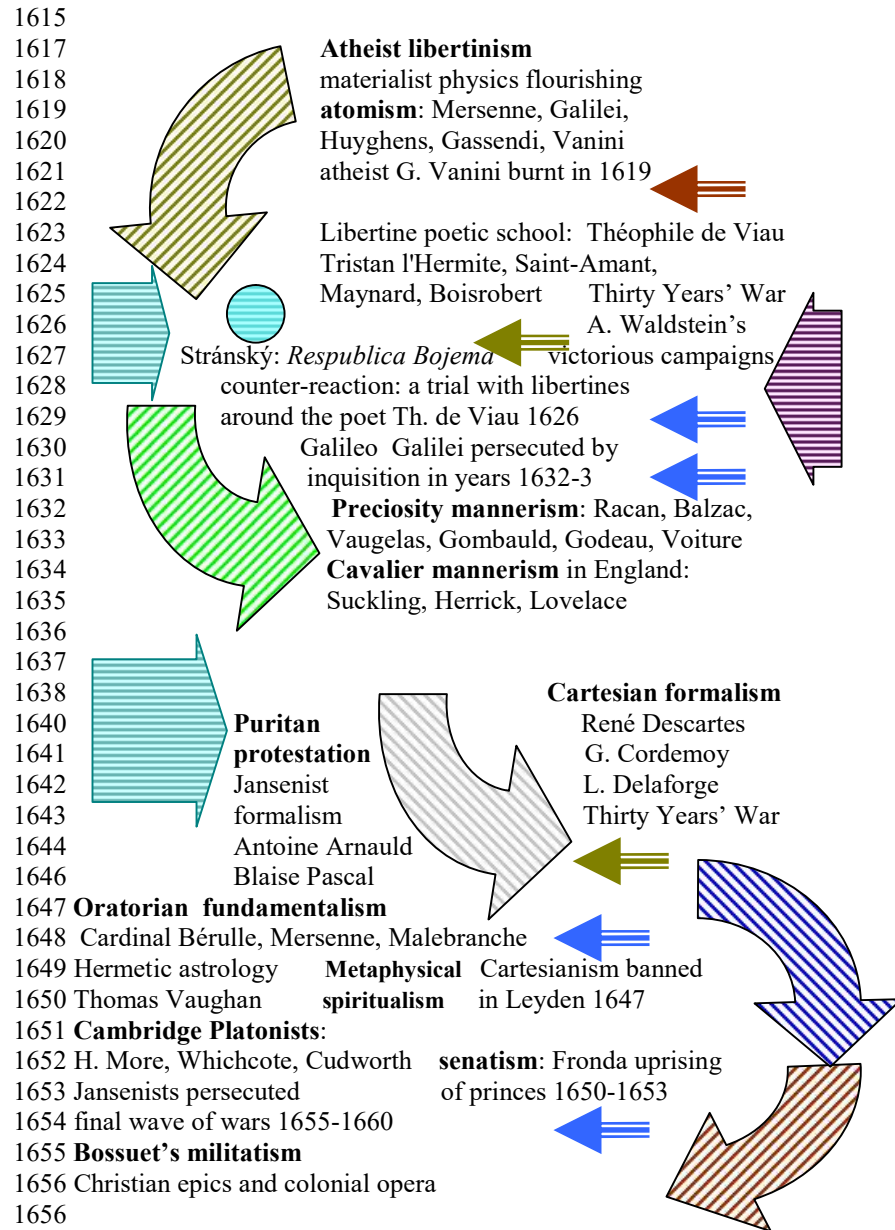 1615
1617 Atheist libertinism
1618 materialist physics flourishing
1619 atomism: Mersenne, Galilei,
1620 Huyghens, Gassendi, Vanini
1621 atheist G. Vanini burnt in 1619
1622
1623 Libertine poetic school: Théophile de Viau
1624 Tristan l'Hermite, Saint-Amant,
1625 Maynard, Boisrobert Thirty Years’ War
1626 A. Waldstein’s
1627 Stránský: Respublica Bojema victorious campaigns
1628 counter-reaction: a trial with libertines
1629 around the poet Th. de Viau 1626
1630 Galileo Galilei persecuted by
1631 inquisition in years 1632-3
1632 Preciosity mannerism: Racan, Balzac,
1633 Vaugelas, Gombauld, Godeau, Voiture
1634 Cavalier mannerism in England:
1635 Suckling, Herrick, Lovelace
1636
1637
1638 Cartesian formalism
1640 Puritan René Descartes
1641 protestation G. Cordemoy
1642 Jansenist L. Delaforge
1643 formalism Thirty Years’ War
1644 Antoine Arnauld
1646 Blaise Pascal
1647 Oratorian fundamentalism
1648 Cardinal Bérulle, Mersenne, Malebranche
1649 Hermetic astrology Metaphysical Cartesianism banned
1650 Thomas Vaughan spiritualism in Leyden 1647
1651 Cambridge Platonists:
1652 H. More, Whichcote, Cudworth senatism: Fronda uprising
1653 Jansenists persecuted of princes 1650-1653
1654 final wave of wars 1655-1660
1655 Bossuet’s militatism
1656 Christian epics and colonial opera
1656